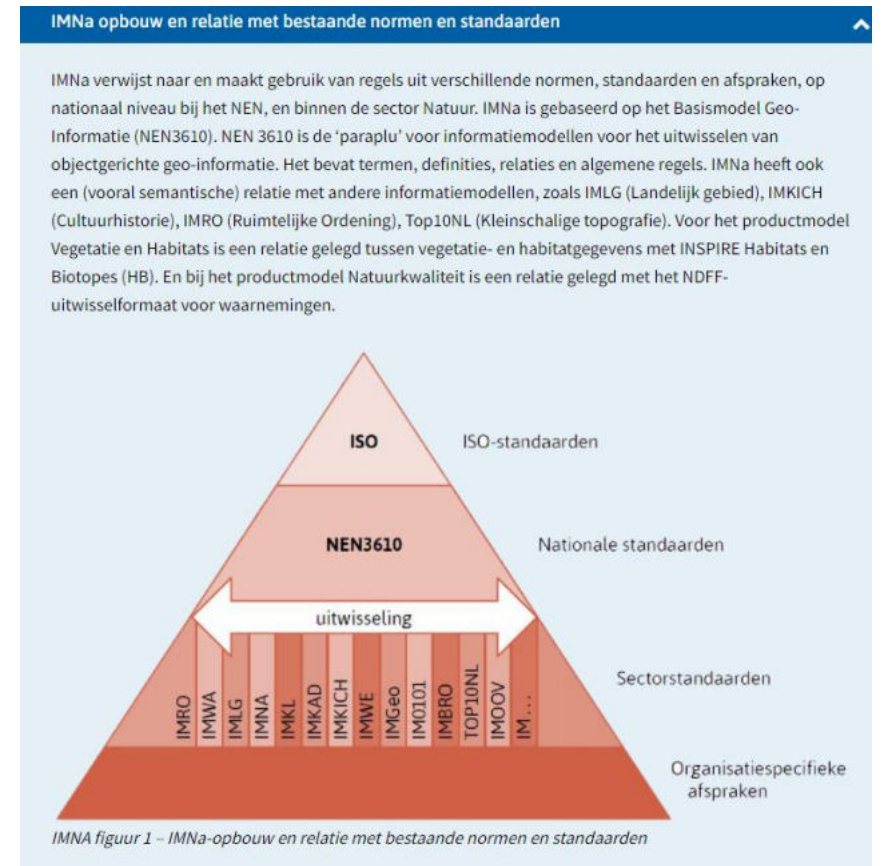 IMNa opbouw en relatie met bestaande normen en standaarden
IMNa verwijst naar en maakt gebruik van regels uit verschillende normen, standaarden en afspraken, op
nationaal niveau bij het NEN, en binnen de sector Natuur. IMNa is gebaseerd op het Basismodel Geo-
Informatie (NEN3610). NEN 3610 is de ‘paraplu’ voor informatiemodellen voor het uitwisselen van
objectgerichte geo-informatie. Het bevat termen, definities, relaties en algemene regels. IMNa heeft ook
een (vooral semantische) relatie met andere informatiemodellen, zoals IMLG (Landelijk gebied), IMKICH
(Cultuurhistorie), IMRO (Ruimtelijke Ordening), Top10NL (Kleinschalige topografie). Voor het productmodel
Vegetatie en Habitats is een relatie gelegd tussen vegetatie- en habitatgegevens met INSPIRE Habitats en
Biotopes (HB). En bij het productmodel Natuurkwaliteit is een relatie gelegd met het NDFF-
uitwisselformaat voor waarnemingen.
ISO
ISO-standaarden
NEN3610
Nationale standaarden
uitwisseling
IMRO
IMWA
IMLG
IMNA
IMKL
IMKAD
IMKICH
IMWE
IMGeo
IM0101
IMBRO
TOP10NL
IMOOV
IM...
Sectorstandaarden
Organisatiespecifieke
afspraken
IMNA figuur 1 – IMNa-opbouw en relatie met bestaande normen en standaarden